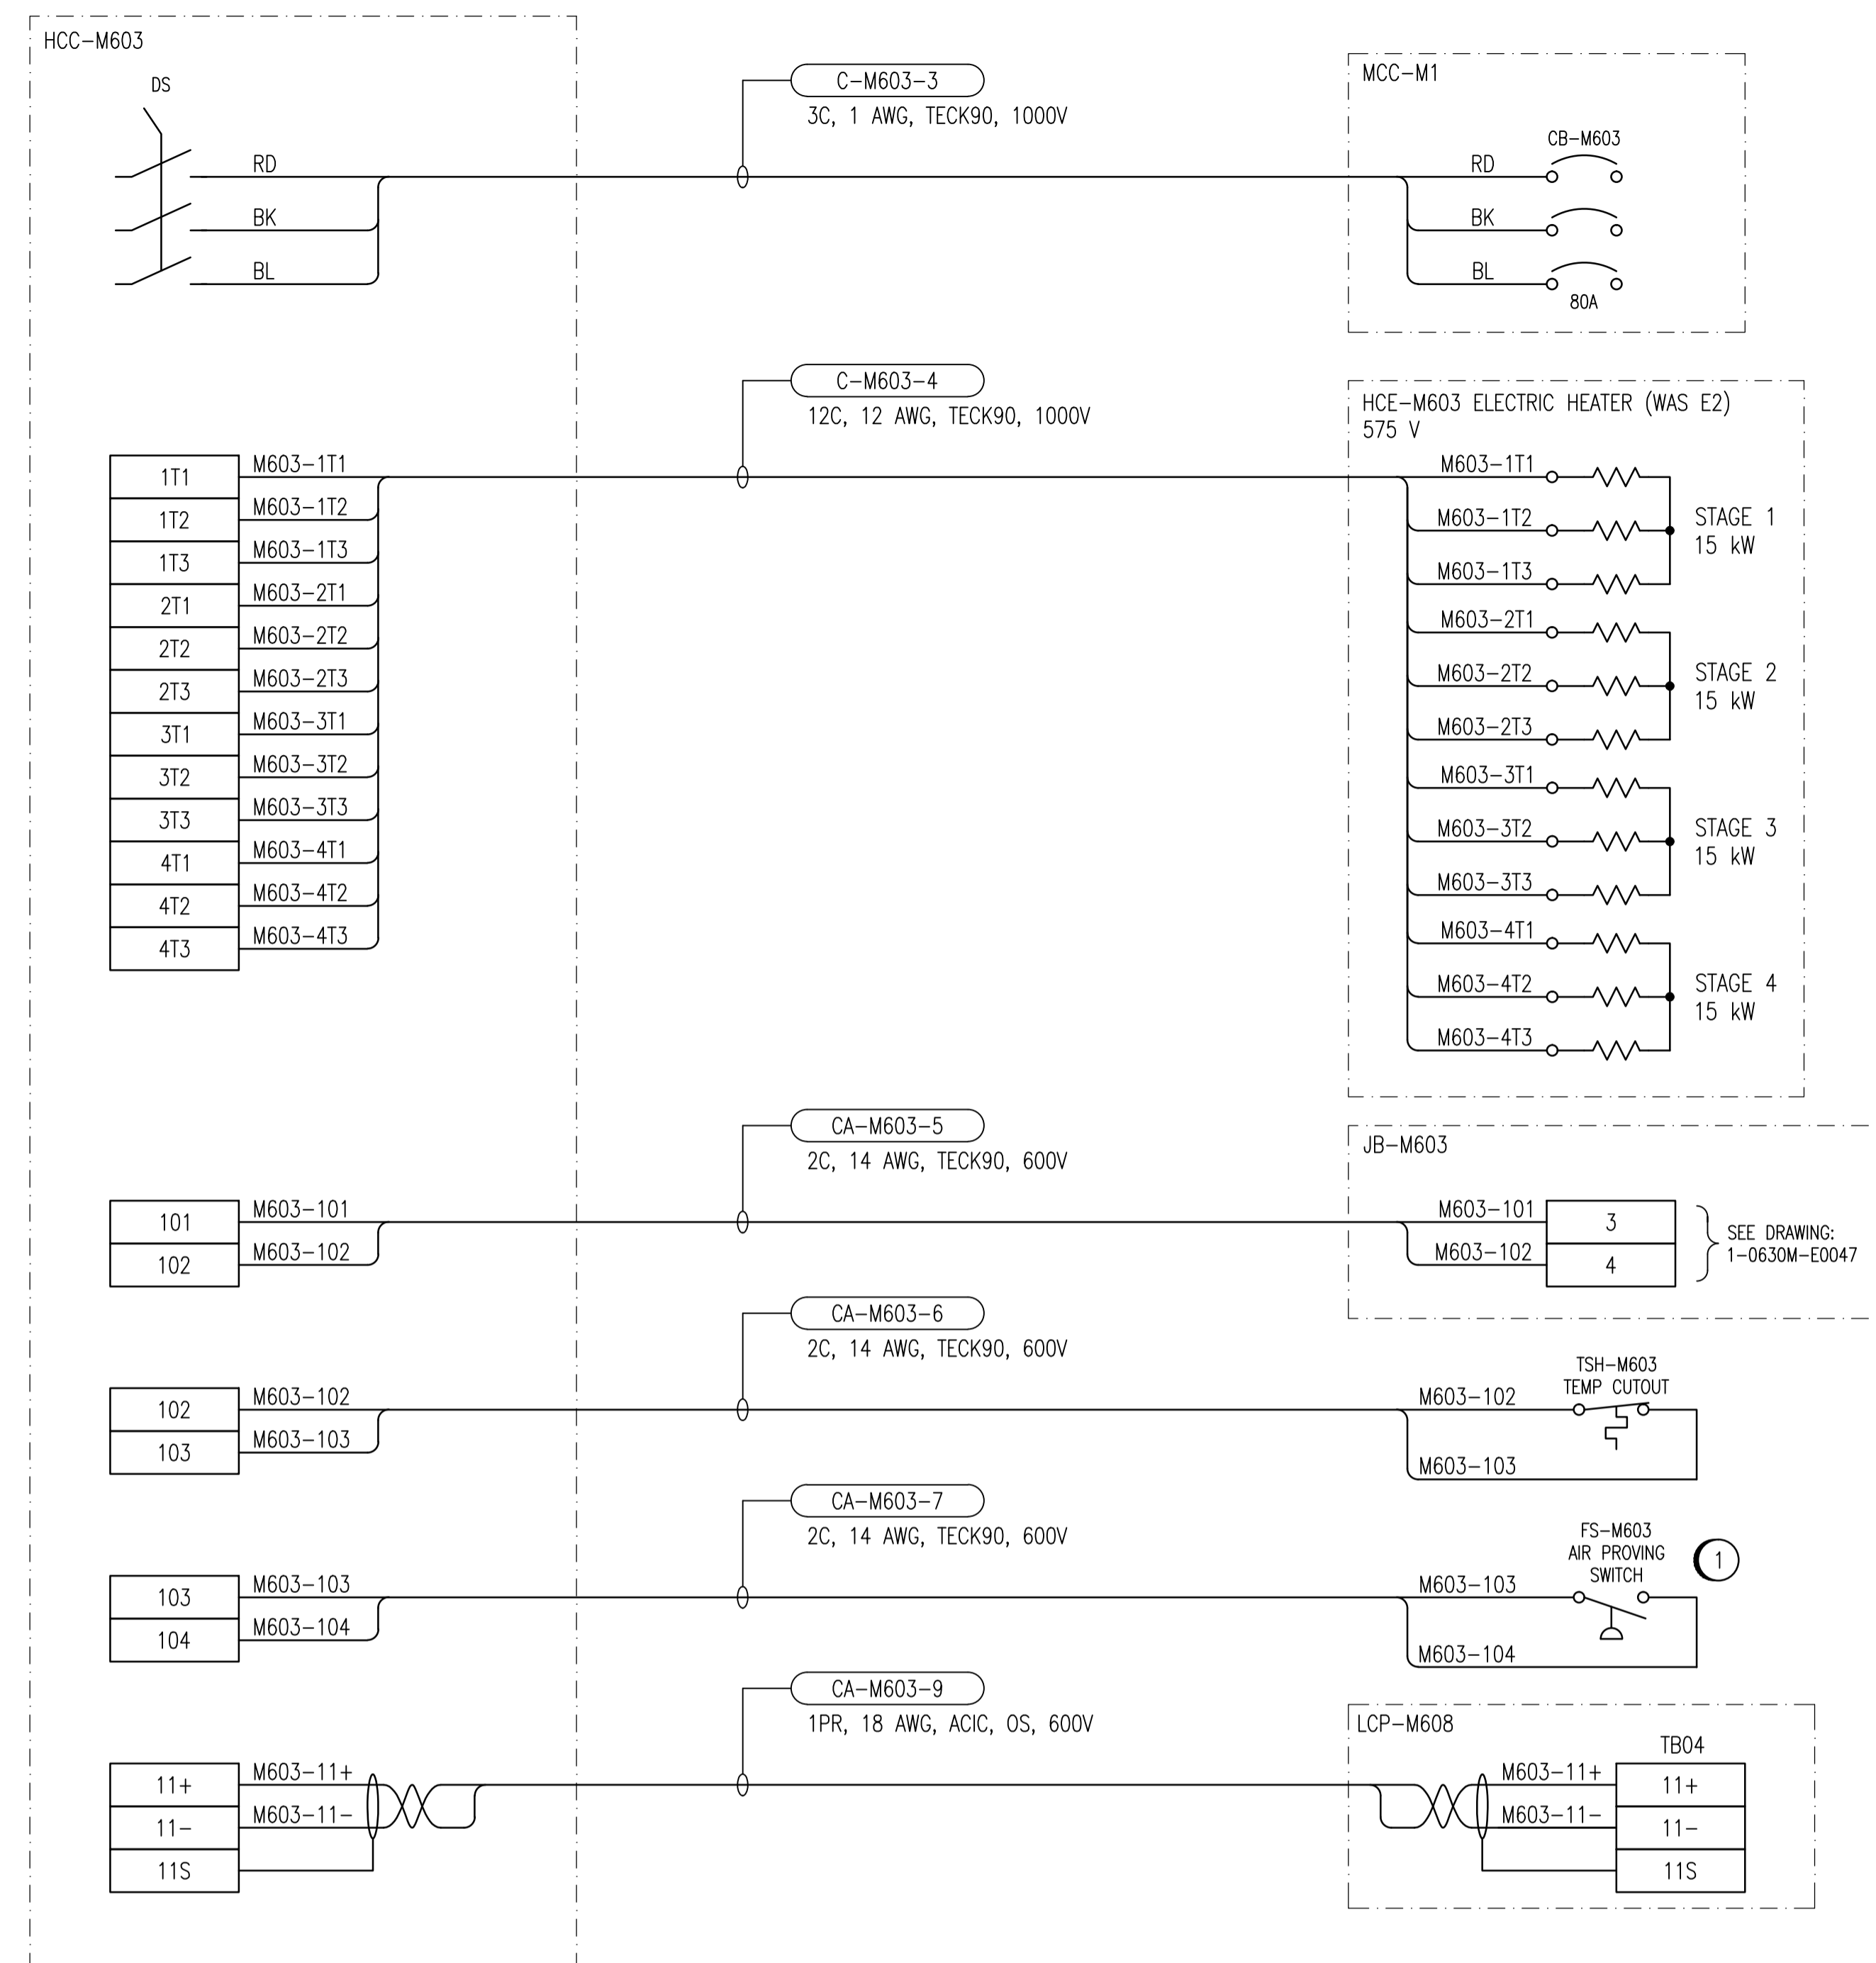 HCC-M603
DS
RD
BK
BL
C-M603-3
3C, 1 AWG, TECK90, 1000V
MCC-M1
CB-M603
RD
BK
BL
80A
C-M603-4
12C, 12 AWG, TECK90, 1000V
HCE-M603 ELECTRIC HEATER (WAS E2)
575 V
1T1 M603-1T1
1T2 M603-1T2
1T3 M603-1T3
2T1 M603-2T1
2T2 M603-2T2
2T3 M603-2T3
3T1 M603-3T1
3T2 M603-3T2
3T3 M603-3T3
4T1 M603-4T1
4T2 M603-4T2
4T3 M603-4T3
M603-1T1
M603-1T2
M603-1T3
STAGE 1
15 kW
M603-2T1
M603-2T2
M603-2T3
STAGE 2
15 kW
M603-3T1
M603-3T2
M603-3T3
STAGE 3
15 kW
M603-4T1
M603-4T2
M603-4T3
STAGE 4
15 kW
CA-M603-5
2C, 14 AWG, TECK90, 600V
JB-M603
101 M603-101
102 M603-102
M603-101 3
M603-102 4
SEE DRAWING:
1-0630M-E0047
CA-M603-6
2C, 14 AWG, TECK90, 600V
102 M603-102
103 M603-103
TSH-M603
TEMP CUTOUT
M603-102
M603-103
CA-M603-7
2C, 14 AWG, TECK90, 600V
103 M603-103
104 M603-104
FS-M603
AIR PROVING
SWITCH
1
M603-103
M603-104
CA-M603-9
1PR, 18 AWG, ACIC, OS, 600V
11+ M603-11+
11- M603-11-
11S
LCP-M608
TB04
M603-11+ 11+
M603-11- 11-
11S